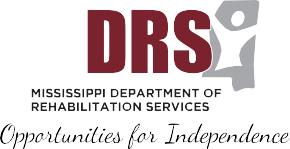 DRS
MISSISSIPPI DEPARTMENT OF
REHABILITATION SERVICES
Opportunities for Independence